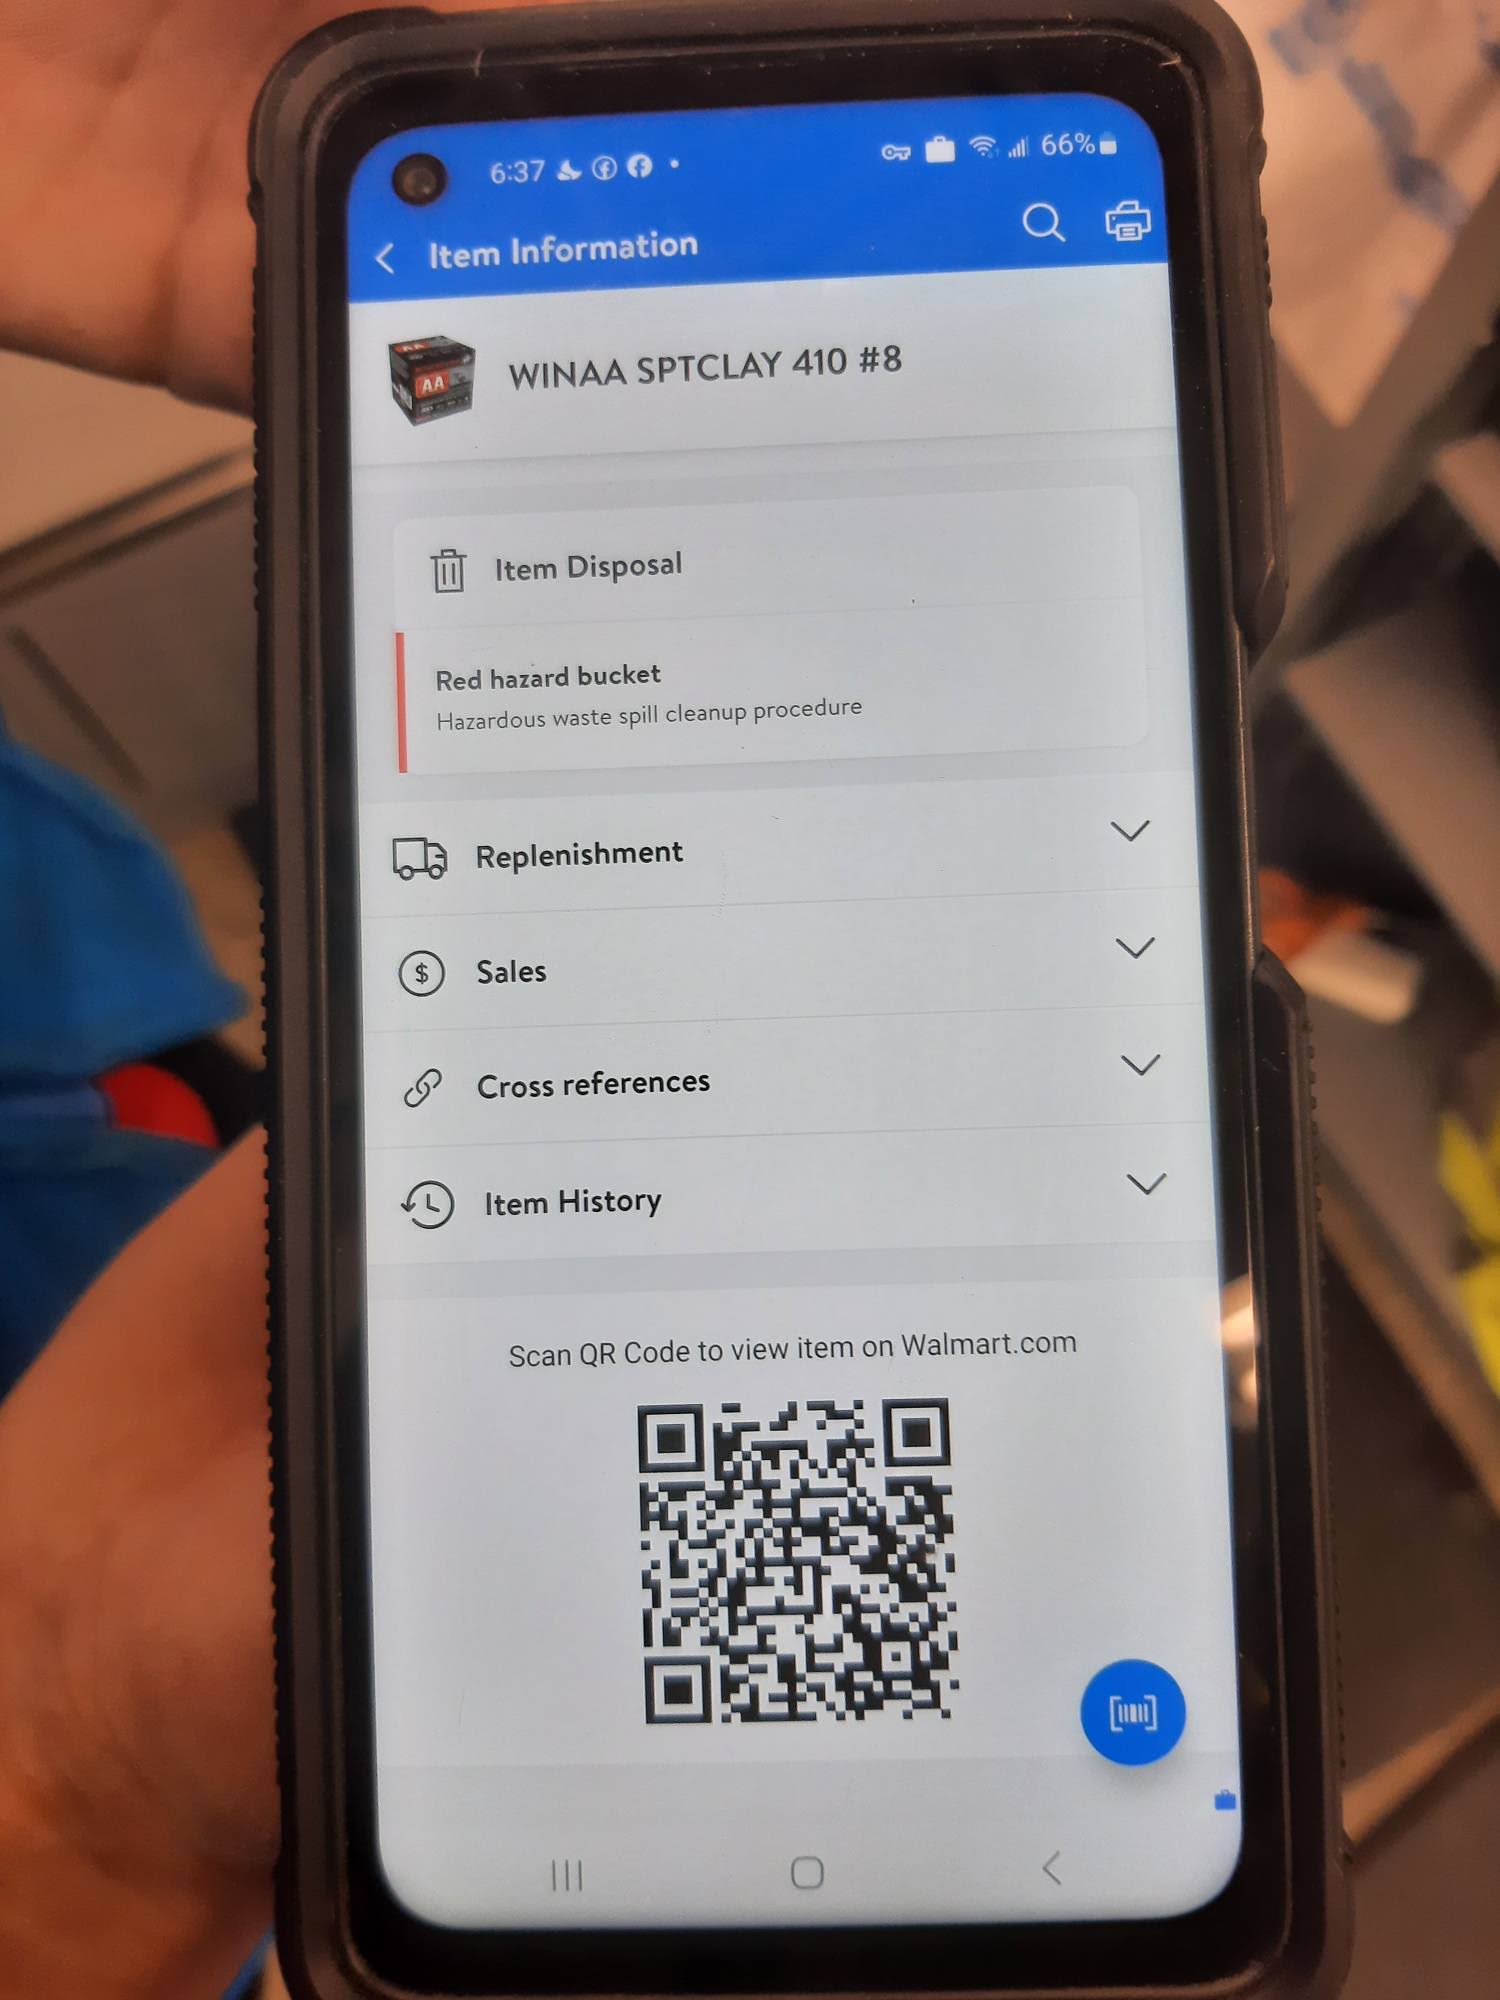 6:37
66%
Item Information
AA
WINAA SPTCLAY 410 #8
Item Disposal
Red hazard bucket
Hazardous waste spill cleanup procedure
Replenishment
$ Sales
Cross references
Item History
Scan QR Code to view item on Walmart.com